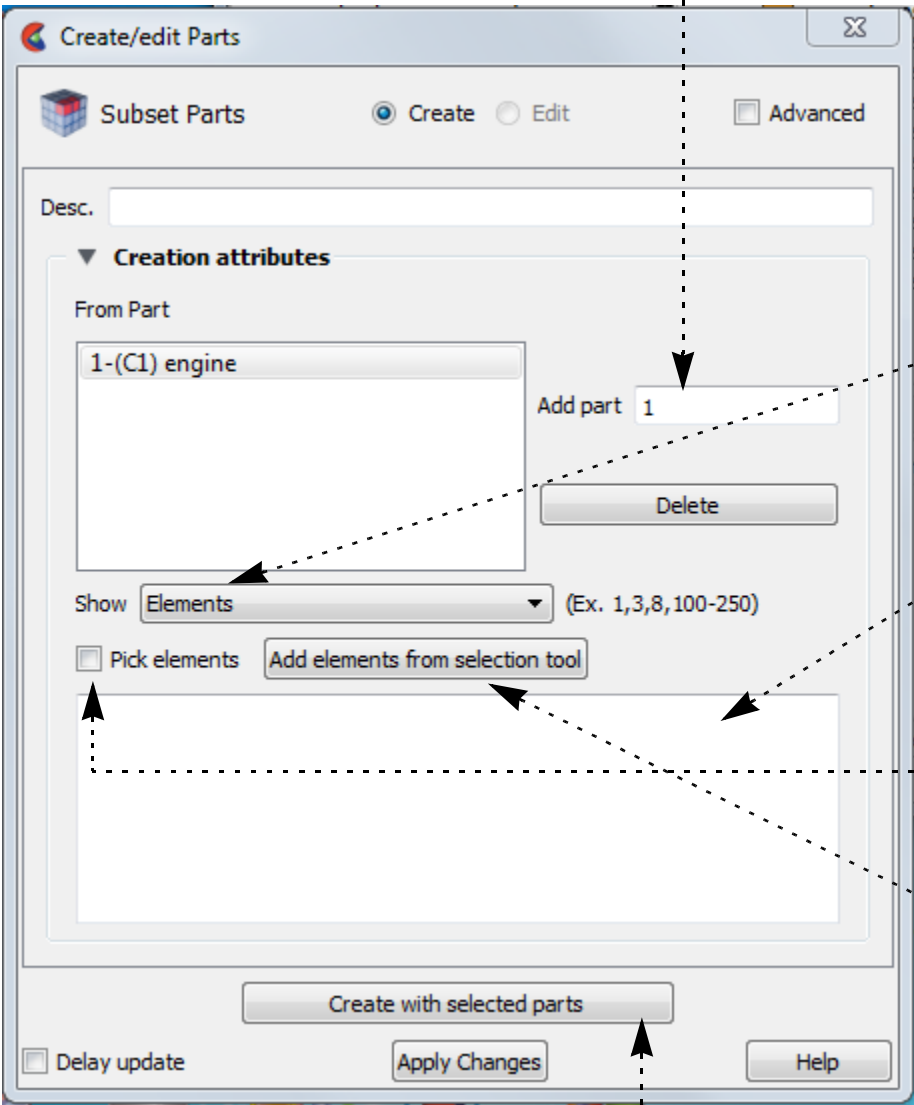 Create/edit Parts
Subset Parts Create Edit Advanced
Desc.
Creation attributes
From Part
1-(C1) engine
Add part 1
Delete
Show Elements (Ex. 1,3,8,100-250)
Pick elements Add elements from selection tool
Create with selected parts
Delay update Apply Changes Help